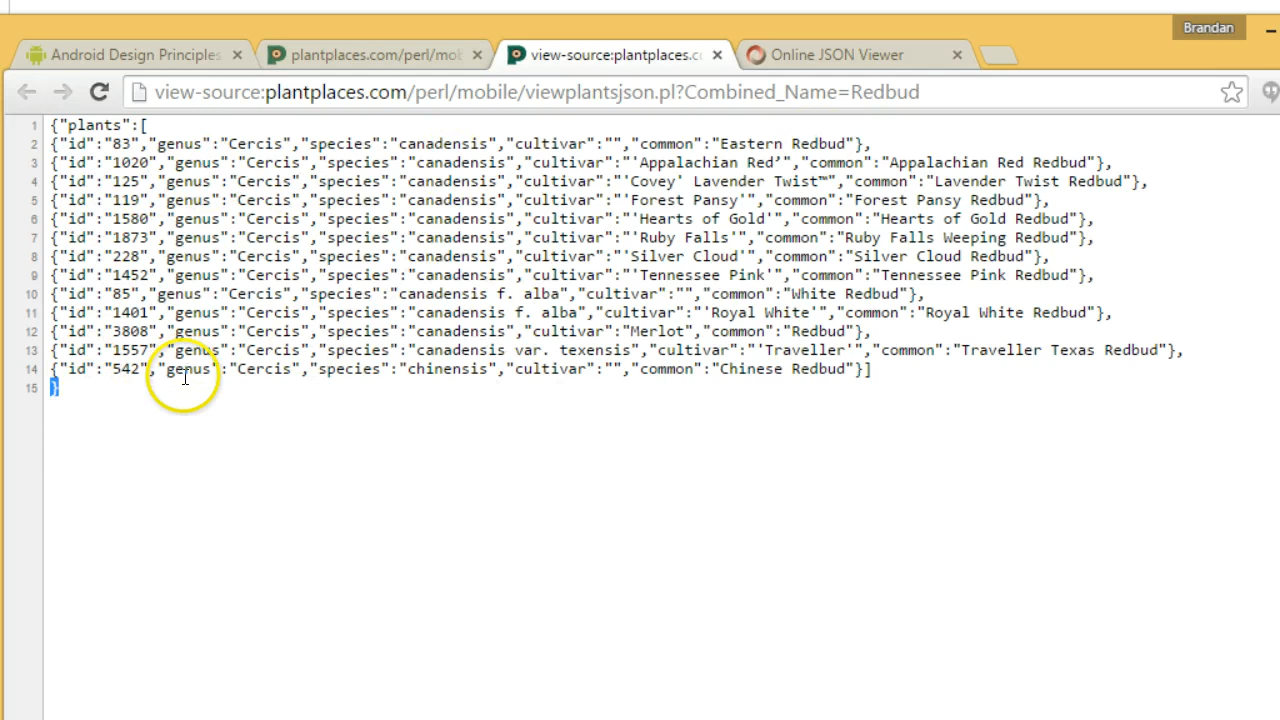 Brandan
Android Design Principles
plantplaces.com/perl/mob
view-source:plantplaces.co
Online JSON Viewer
view-source:plantplaces.com/perl/mobile/viewplantsjson.pl?Combined_Name=Redbud
1 {"plants":[
2 {"id":"83","genus":"Cercis","species":"canadensis","cultivar":"","common":"Eastern Redbud"},
3 {"id":"1020","genus":"Cercis","species":"canadensis","cultivar":"'Appalachian Red’","common":"Appalachian Red Redbud"},
4 {"id":"125","genus":"Cercis","species":"canadensis","cultivar":"'Covey' Lavender Twist™","common":"Lavender Twist Redbud"},
5 {"id":"119","genus":"Cercis","species":"canadensis","cultivar":"'Forest Pansy'","common":"Forest Pansy Redbud"},
6 {"id":"1580","genus":"Cercis","species":"canadensis","cultivar":"'Hearts of Gold'","common":"Hearts of Gold Redbud"},
7 {"id":"1873","genus":"Cercis","species":"canadensis","cultivar":"'Ruby Falls'","common":"Ruby Falls Weeping Redbud"},
8 {"id":"228","genus":"Cercis","species":"canadensis","cultivar":"'Silver Cloud'","common":"Silver Cloud Redbud"},
9 {"id":"1452","genus":"Cercis","species":"canadensis","cultivar":"'Tennessee Pink'","common":"Tennessee Pink Redbud"},
10 {"id":"85","genus":"Cercis","species":"canadensis f. alba","cultivar":"","common":"White Redbud"},
11 {"id":"1401","genus":"Cercis","species":"canadensis f. alba","cultivar":"'Royal White'","common":"Royal White Redbud"},
12 {"id":"3808","genus":"Cercis","species":"canadensis","cultivar":"Merlot","common":"Redbud"},
13 {"id":"1557","genus":"Cercis","species":"canadensis var. texensis","cultivar":"'Traveller'","common":"Traveller Texas Redbud"},
14 {"id":"542","genus":"Cercis","species":"chinensis","cultivar":"","common":"Chinese Redbud"}]
15 }